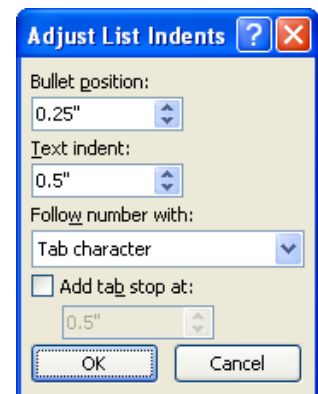 Adjust List Indents ?
Bullet position:
0.25"
Text indent:
0.5"
Follow number with:
Tab character
Add tab stop at:
0.5"
OK Cancel